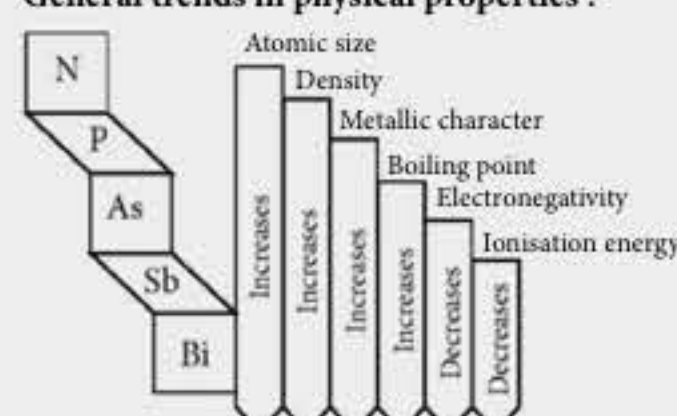 General trends in physical properties :
N
P
As
Sb
Bi
Atomic size
Density
Metallic character
Boiling point
Electronegativity
Ionisation energy
Increases
Increases
Increases
Increases
Decreases
Decreases